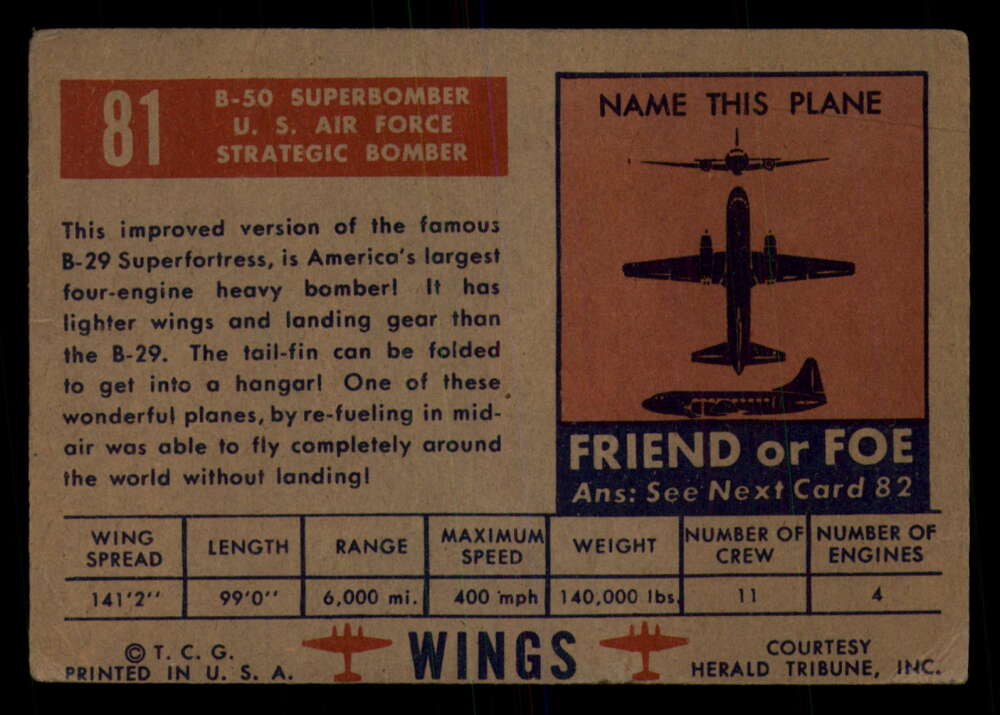 81
B-50 SUPERBOMBER
U. S. AIR FORCE
STRATEGIC BOMBER
This improved version of the famous
B-29 Superfortress, is America's largest
four-engine heavy bomber! It has
lighter wings and landing gear than
the B-29. The tail-fin can be folded
to get into a hangar! One of these
wonderful planes, by re-fueling in mid-
air was able to fly completely around
the world without landing!
NAME THIS PLANE
FRIEND or FOE
Ans: See Next Card 82
WING SPREAD LENGTH RANGE MAXIMUM SPEED WEIGHT NUMBER OF CREW NUMBER OF ENGINES
141'2" 99'0" 6,000 mi. 400 mph 140,000 lbs. 11 4
© T. C. G.
PRINTED IN U. S. A.
WINGS
COURTESY
HERALD TRIBUNE, INC.